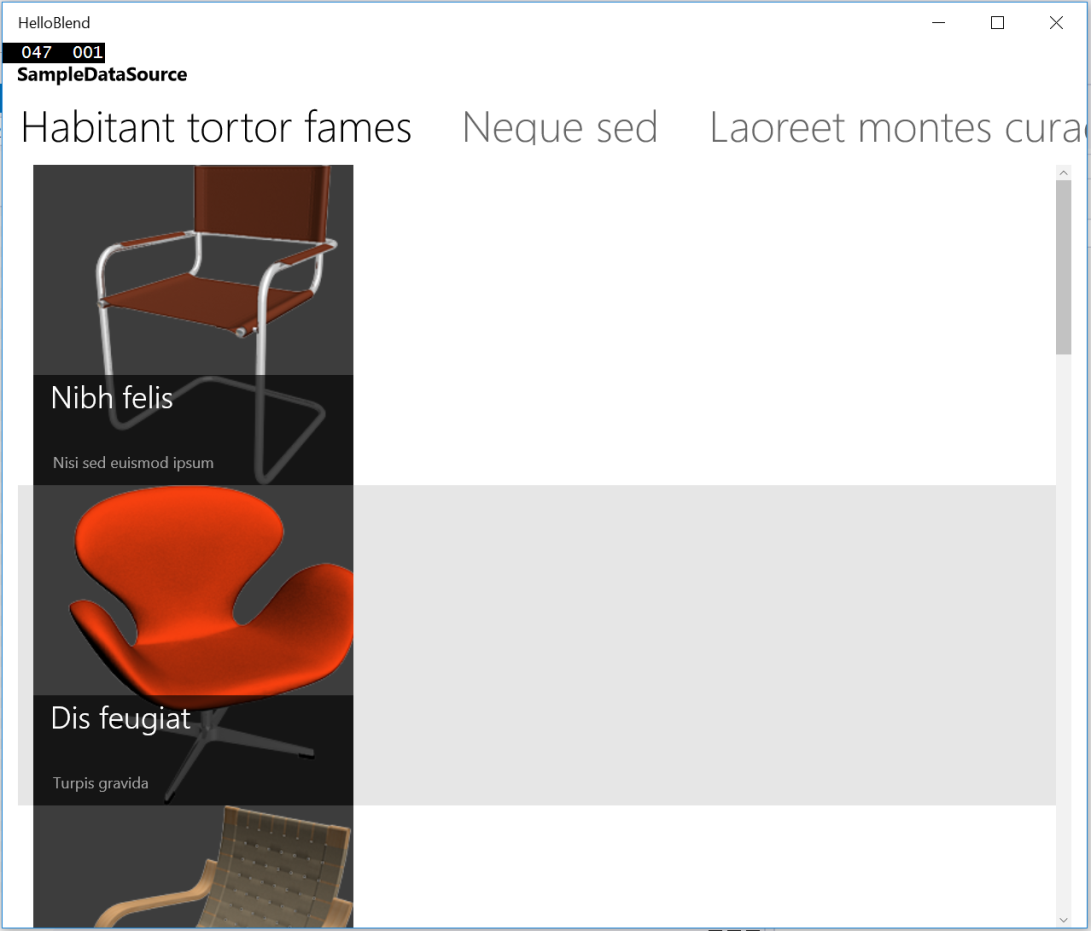 HelloBlend
047 001
SampleDataSource
Habitant tortor fames Neque sed Laoreet montes
Nibh felis
Nisi sed euismod ipsum
Dis feugiat
Turpis gravida